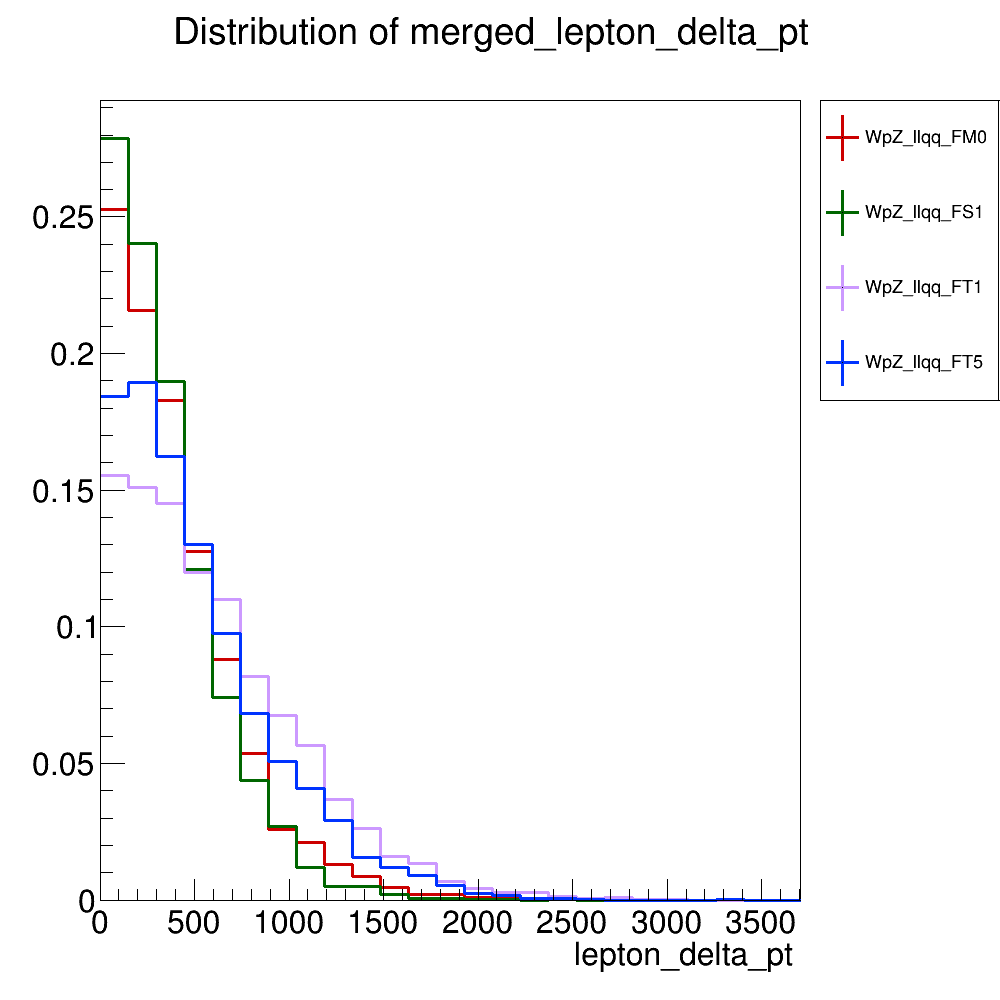 Distribution of merged_lepton_delta_pt
WpZ_llqq_FM0
WpZ_llqq_FS1
WpZ_llqq_FT1
WpZ_llqq_FT5
0.25
0.2
0.15
0.1
0.05
0
0 500 1000 1500 2000 2500 3000 3500
lepton_delta_pt